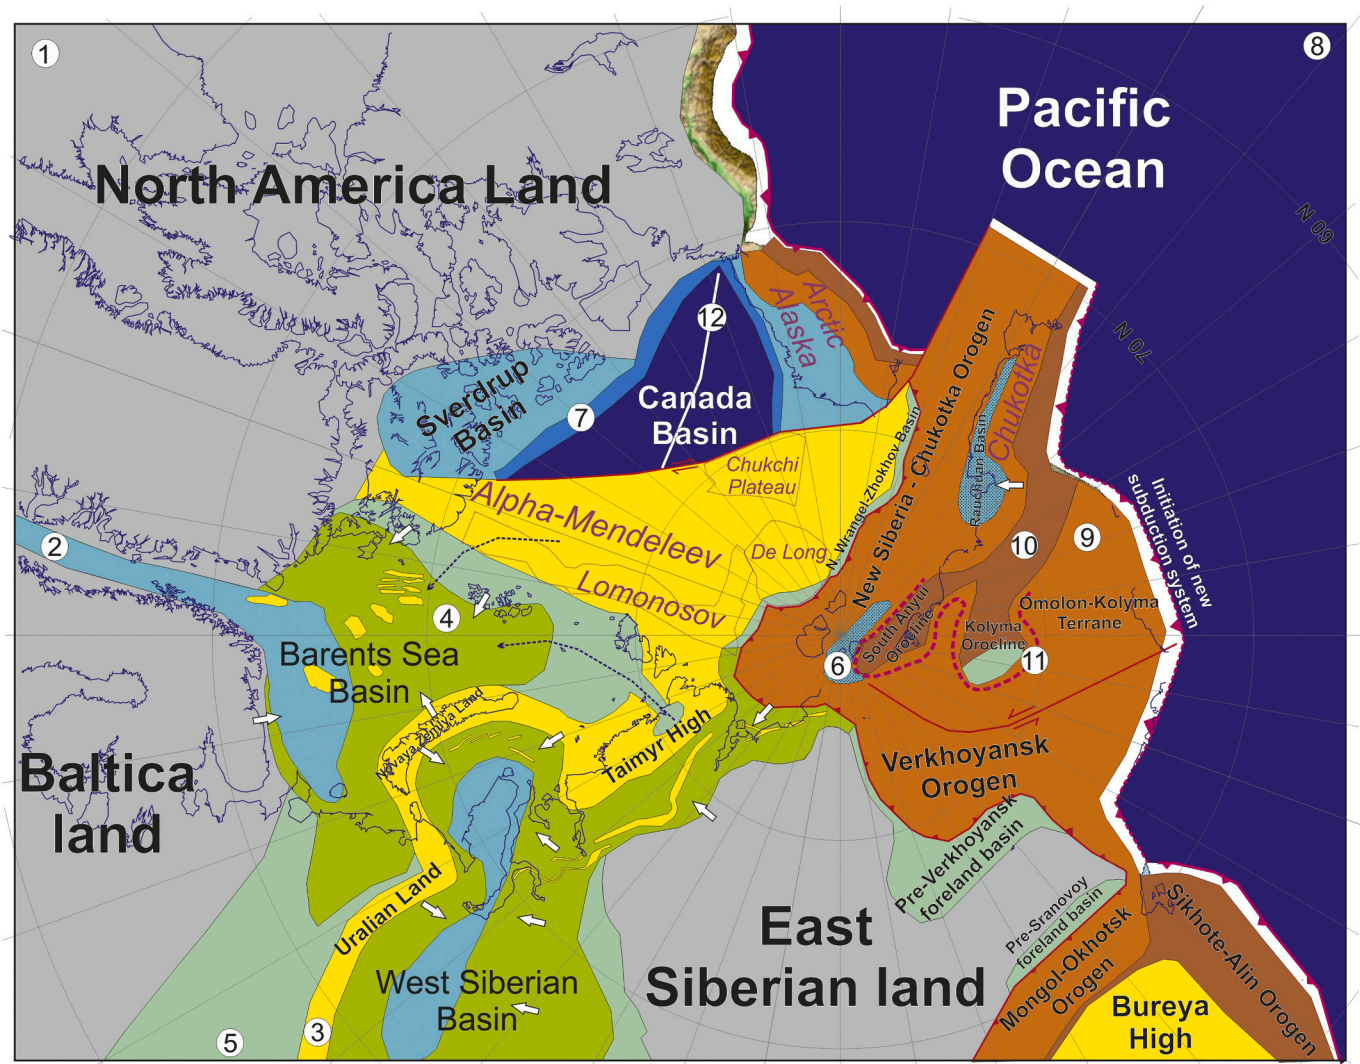 1
8
Pacific
Ocean
North America Land
60 N
70 N
12
Arctic
Alaska
Canada
Basin
7
Sverdrup
Basin
New Siberia - Chukotka Orogen
Chukotka
Rauchuan Basin
N. Wrangel-Zhokhov Basin
Chukchi
Plateau
Alpha-Mendeleev
De Long
Lomonosov
Initiation of new
subduction system
2
9
10
Omolon-Kolyma
Terrane
Kolyma
Orocline
11
South Anyui
Orocline
6
4
Barents Sea
Basin
Novaya Zemlya Land
Taimyr High
Baltica
land
Verkhoyansk
Orogen
Pre-Verkhoyansk
foreland basin
Pre-Sranovoy
foreland basin
Uralian Land
East
Siberian land
Mongol-Okhotsk
Orogen
Sikhote-Alin Orogen
West Siberian
Basin
Bureya
High
5
3